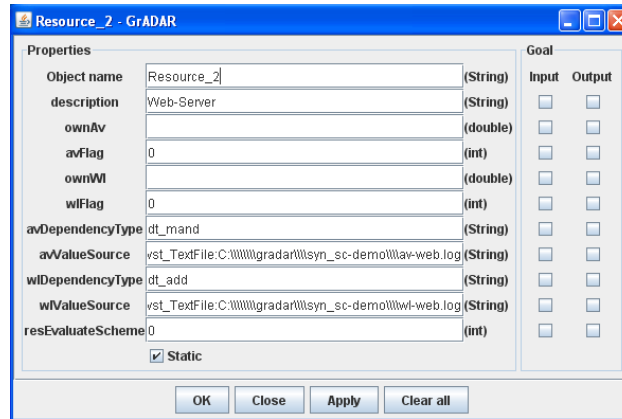 Resource_2 - GrADAR
Properties Goal
Object name Resource_2 (String) Input Output
description Web-Server (String)
ownAv (double)
avFlag 0 (int)
ownWl (double)
wlFlag 0 (int)
avDependencyType dt_mand (String)
avValueSource vst_TextFile:C:\\\\\\\\gradar\\\\syn_sc-demo\\\\av-web.log (String)
wlDependencyType dt_add (String)
wlValueSource vst_TextFile:C:\\\\\\\\gradar\\\\syn_sc-demo\\\\wl-web.log (String)
resEvaluateScheme 0 (int)
Static
OK Close Apply Clear all